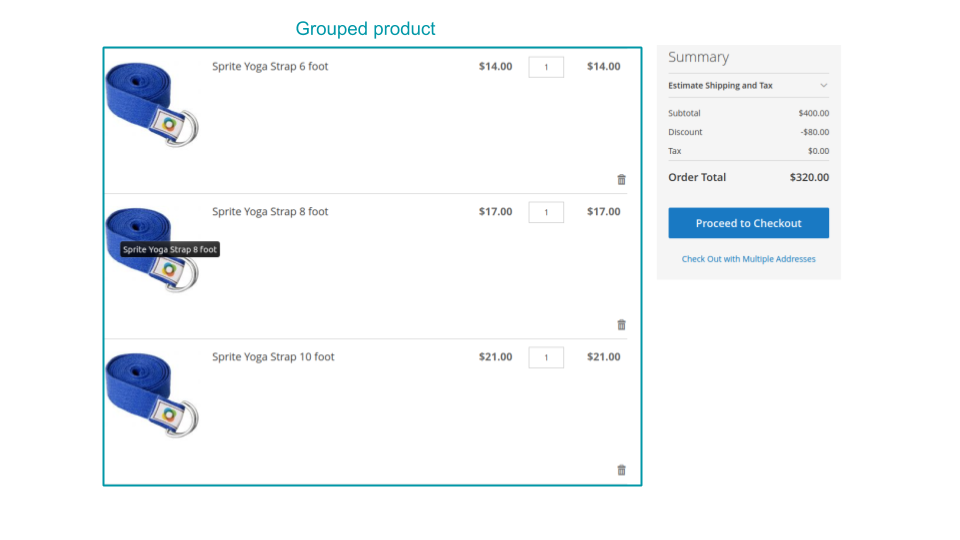 Grouped product
Sprite Yoga Strap 6 foot $14.00 1 $14.00
Sprite Yoga Strap 8 foot $17.00 1 $17.00
Sprite Yoga Strap 8 foot
Sprite Yoga Strap 10 foot $21.00 1 $21.00
Summary
Estimate Shipping and Tax
Subtotal $400.00
Discount -$80.00
Tax $0.00
Order Total $320.00
Proceed to Checkout
Check Out with Multiple Addresses